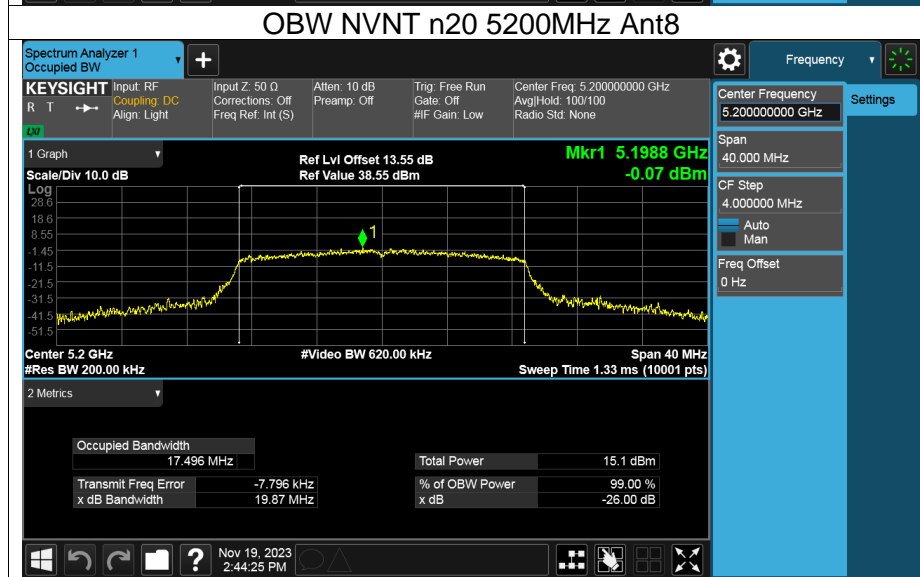 OBW NVNT n20 5200MHz Ant8
Spectrum Analyzer 1
Occupied BW
+
Frequency
KEYSIGHT
R T
LXI
Input: RF
Coupling: DC
Align: Light
Input Z: 50 Ω
Corrections: Off
Freq Ref: Int (S)
Atten: 10 dB
Preamp: Off
Trig: Free Run
Gate: Off
#IF Gain: Low
Center Freq: 5.200000000 GHz
Avg|Hold: 100/100
Radio Std: None
Center Frequency
5.200000000 GHz
Settings
Span
40.000 MHz
CF Step
4.000000 MHz
Auto
Man
Freq Offset
0 Hz
1 Graph
Scale/Div 10.0 dB
Ref Lvl Offset 13.55 dB
Ref Value 38.55 dBm
Mkr1 5.1988 GHz
-0.07 dBm
Log
28.6
18.6
8.55
-1.45
-11.5
-21.5
-31.5
-41.5
-51.5
1
Center 5.2 GHz
#Video BW 620.00 kHz
Span 40 MHz
#Res BW 200.00 kHz
Sweep Time 1.33 ms (10001 pts)
2 Metrics
Occupied Bandwidth
17.496 MHz
Total Power 15.1 dBm
Transmit Freq Error -7.796 kHz
% of OBW Power 99.00 %
x dB Bandwidth 19.87 MHz
x dB -26.00 dB
?
Nov 19, 2023
2:44:25 PM